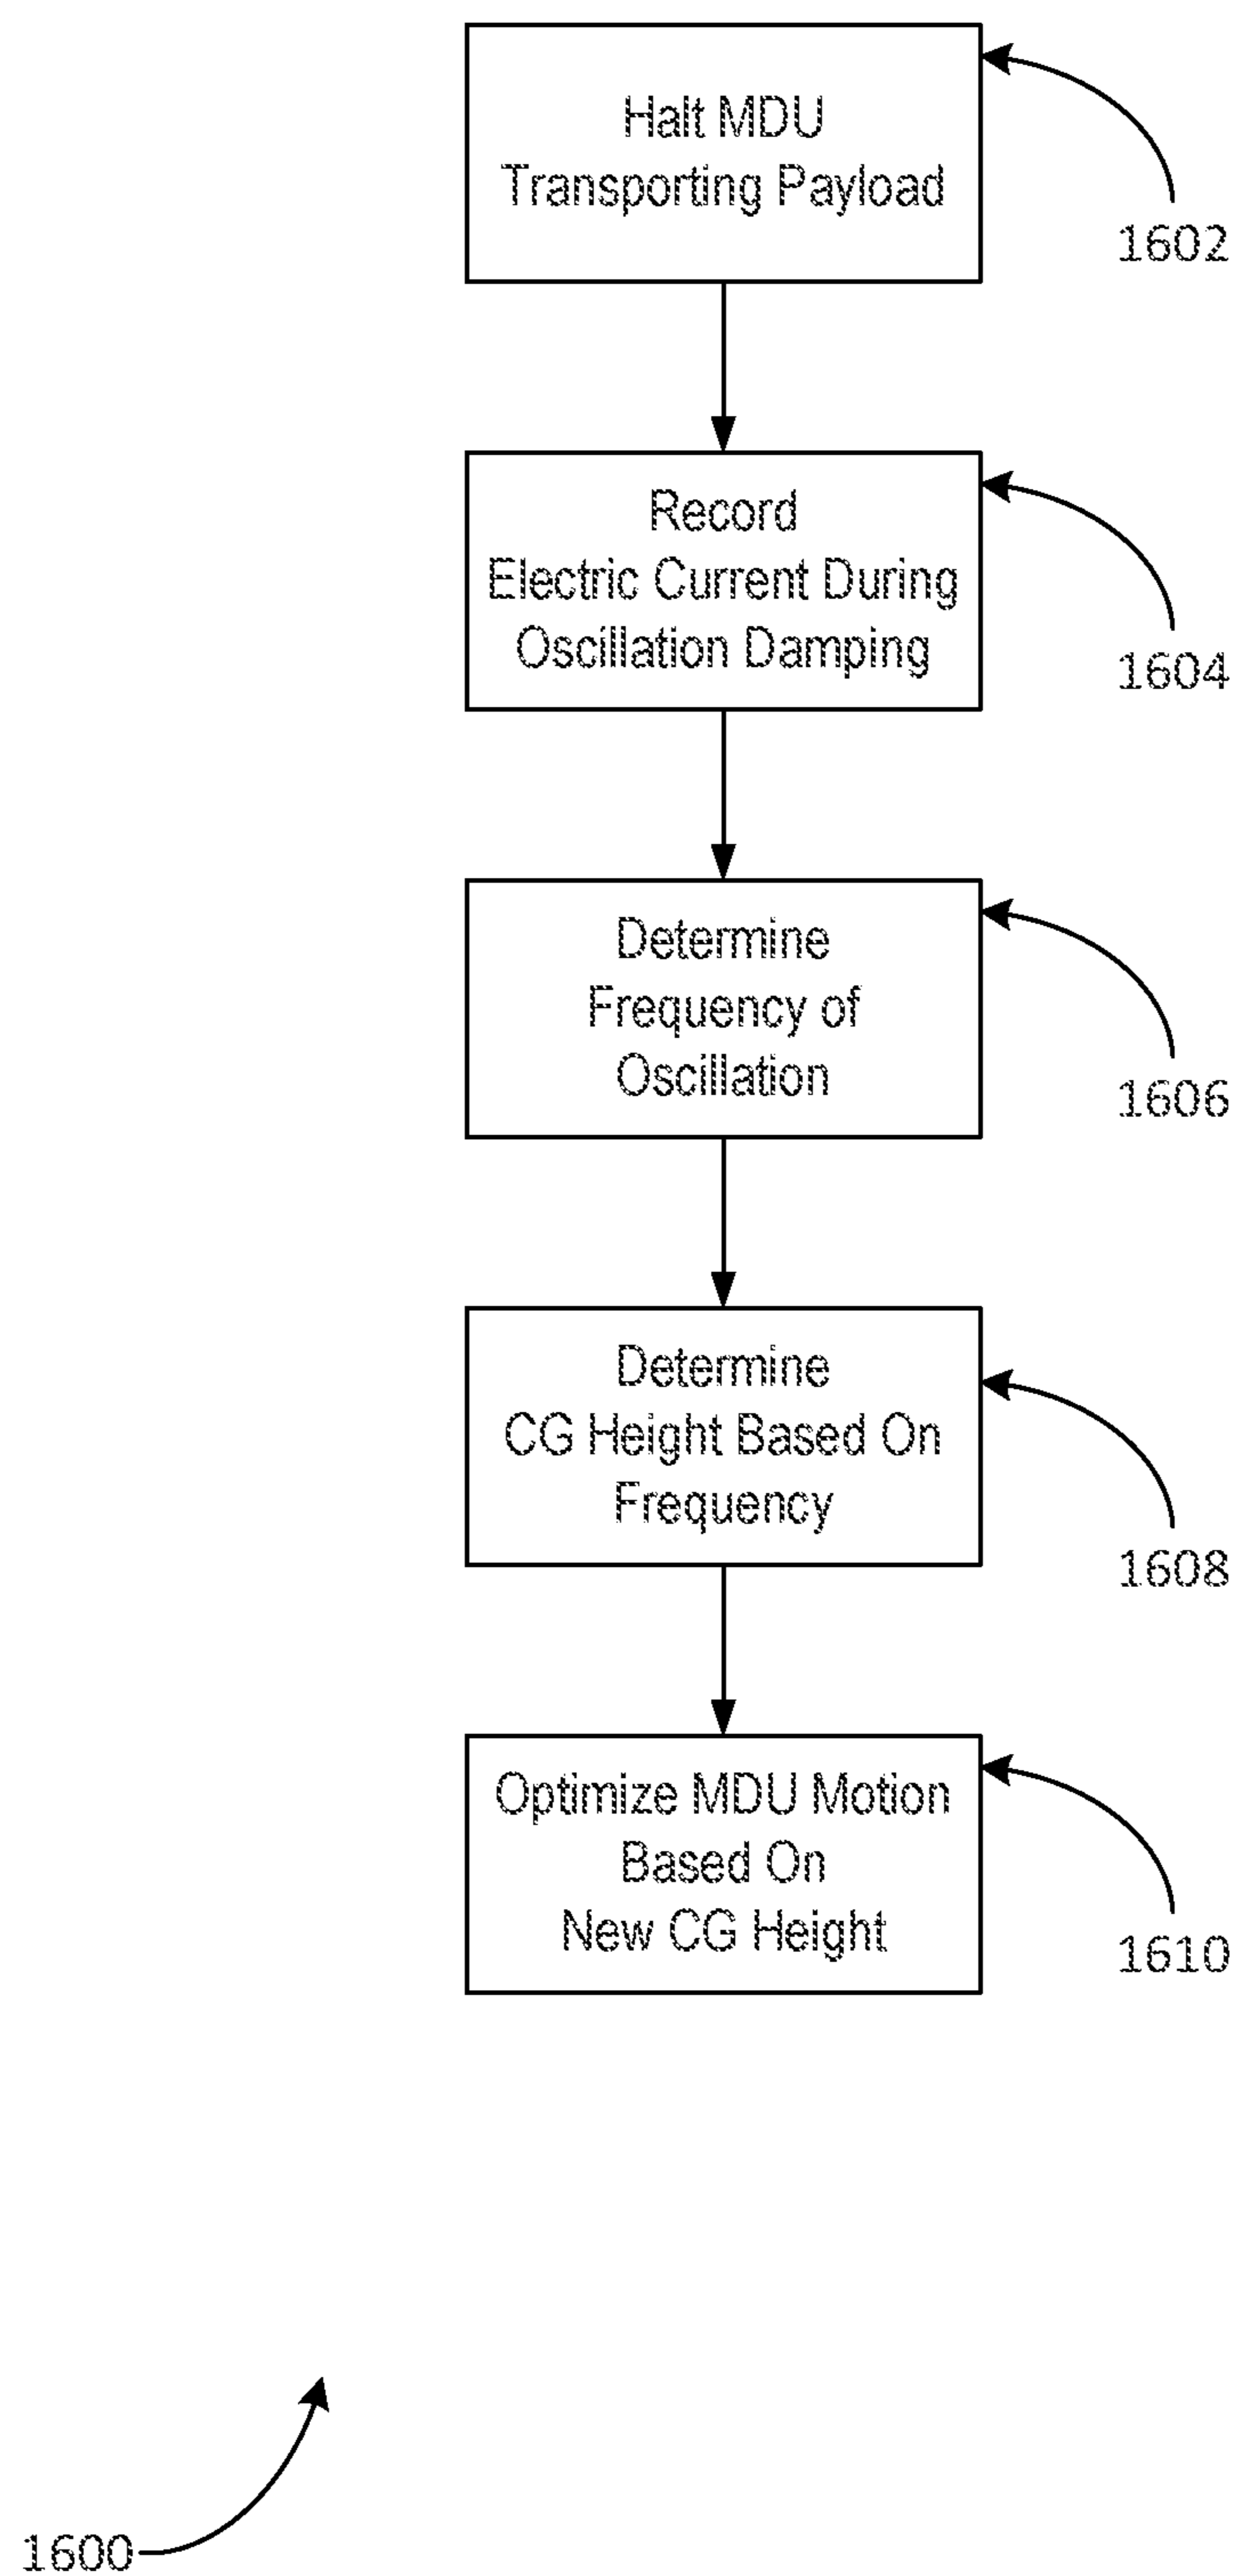 Halt MDU
Transporting Payload
1602
Record
Electric Current During
Oscillation Damping
1604
Determine
Frequency of
Oscillation
1606
Determine
CG Height Based On
Frequency
1608
Optimize MDU Motion
Based On
New CG Height
1610
1600